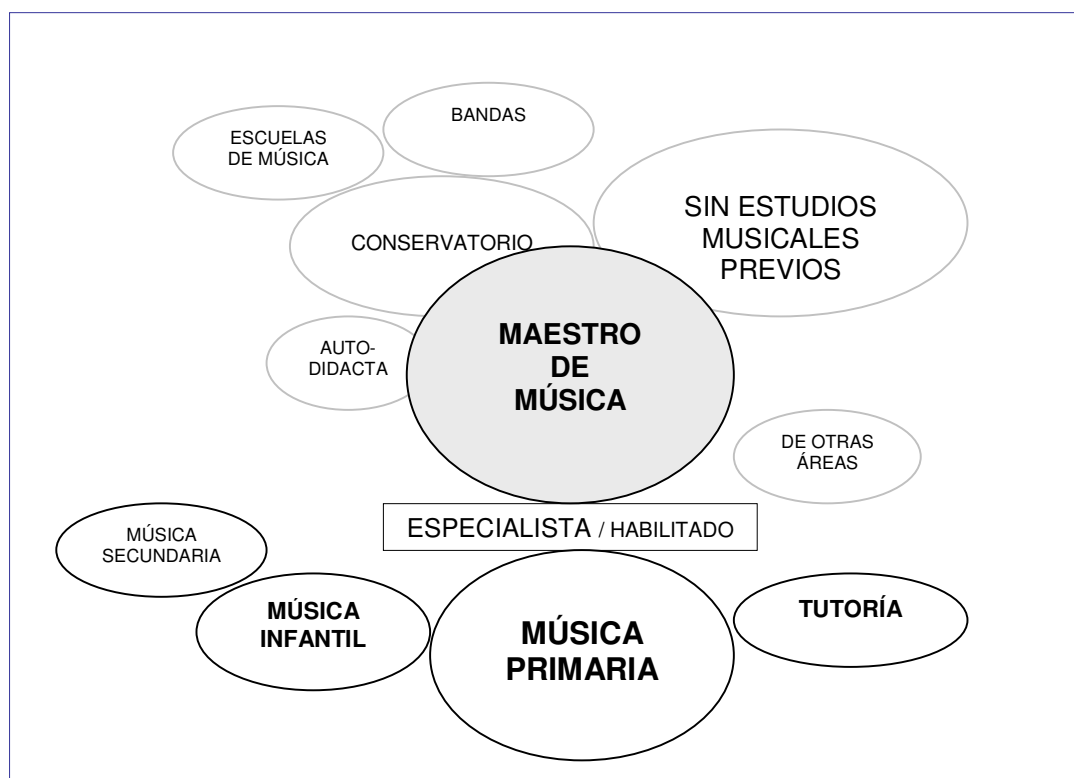 BANDAS
ESCUELAS
DE MÚSICA
SIN ESTUDIOS
MUSICALES
PREVIOS
CONSERVATORIO
MAESTRO
DE
MÚSICA
AUTO-
DIDACTA
DE OTRAS
ÁREAS
ESPECIALISTA / HABILITADO
MÚSICA
SECUNDARIA
MÚSICA
INFANTIL
MÚSICA
PRIMARIA
TUTORÍA